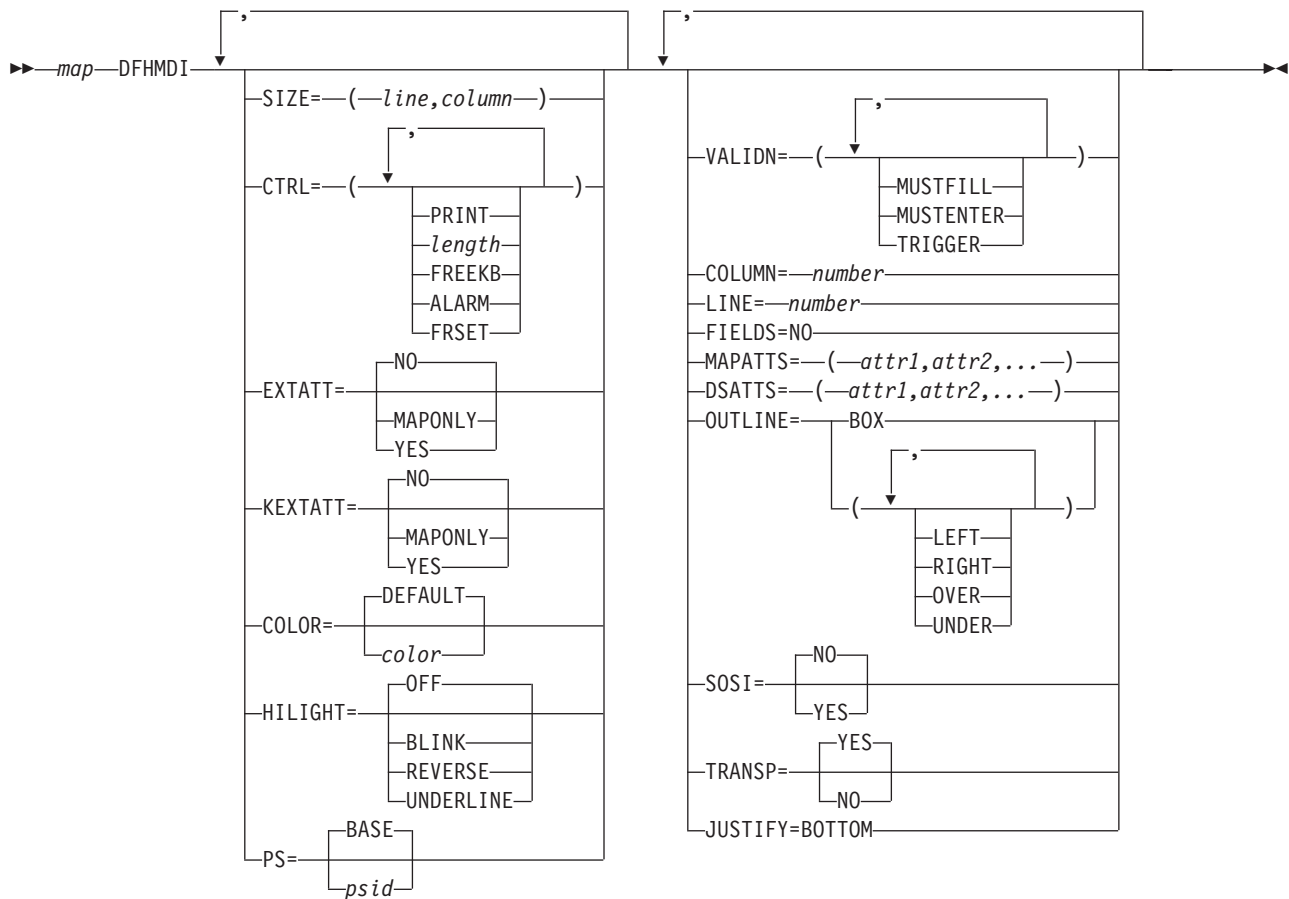 , ,
map DFHMDI
SIZE= ( line,column )
,
CTRL= ( )
PRINT
length
FREEKB
ALARM
FRSET
NO
EXTATT=
MAPONLY
YES
NO
KEXTATT=
MAPONLY
YES
DEFAULT
COLOR=
color
OFF
HILIGHT=
BLINK
REVERSE
UNDERLINE
BASE
PS=
psid
,
VALIDN= ( )
MUSTFILL
MUSTENTER
TRIGGER
COLUMN= number
LINE= number
FIELDS=NO
MAPATTS= ( attr1,attr2,... )
DSATTS= ( attr1,attr2,... )
OUTLINE= BOX
,
( )
LEFT
RIGHT
OVER
UNDER
NO
SOSI=
YES
YES
TRANSP=
NO
JUSTIFY=BOTTOM